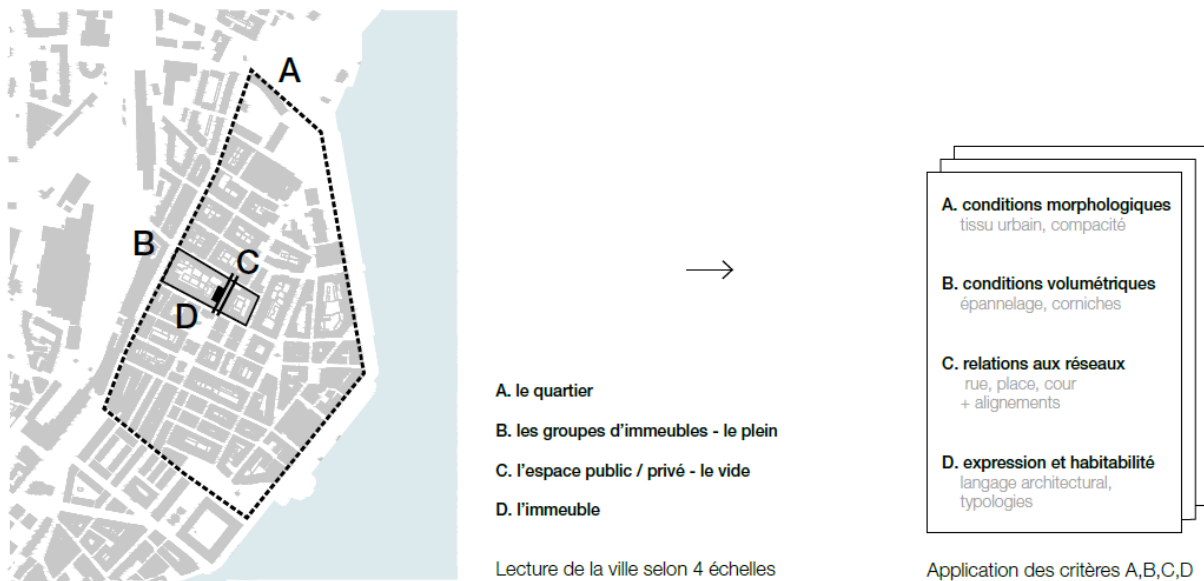 A
B
C
D
A. le quartier
B. les groupes d'immeubles - le plein
C. l'espace public / privé - le vide
D. l'immeuble
Lecture de la ville selon 4 échelles
A. conditions morphologiques
tissu urbain, compacité
B. conditions volumétriques
épannelage, corniches
C. relations aux réseaux
rue, place, cour
+ alignements
D. expression et habitabilité
langage architectural,
typologies
Application des critères A,B,C,D